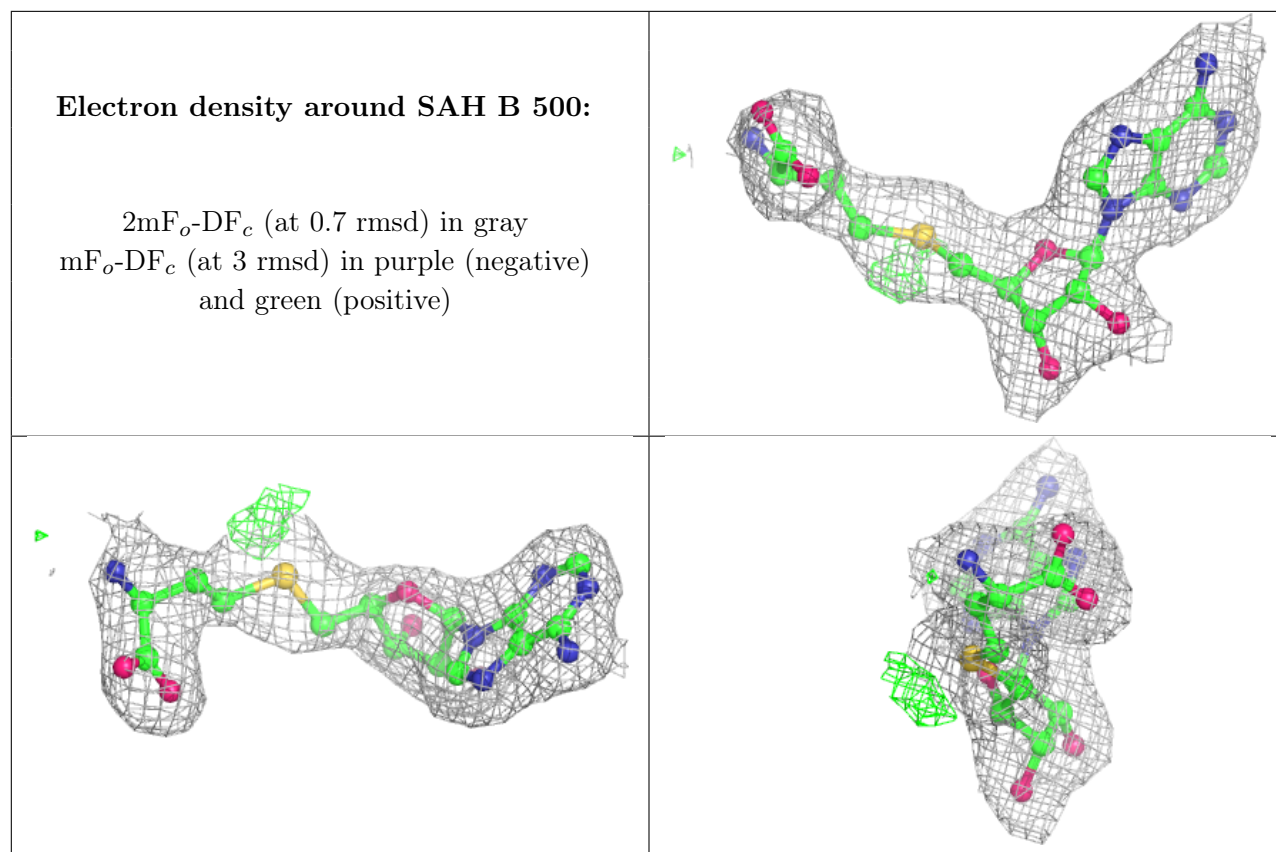 Electron density around SAH B 500:
2mFo-DFc (at 0.7 rmsd) in gray
mFo-DFc (at 3 rmsd) in purple (negative)
and green (positive)